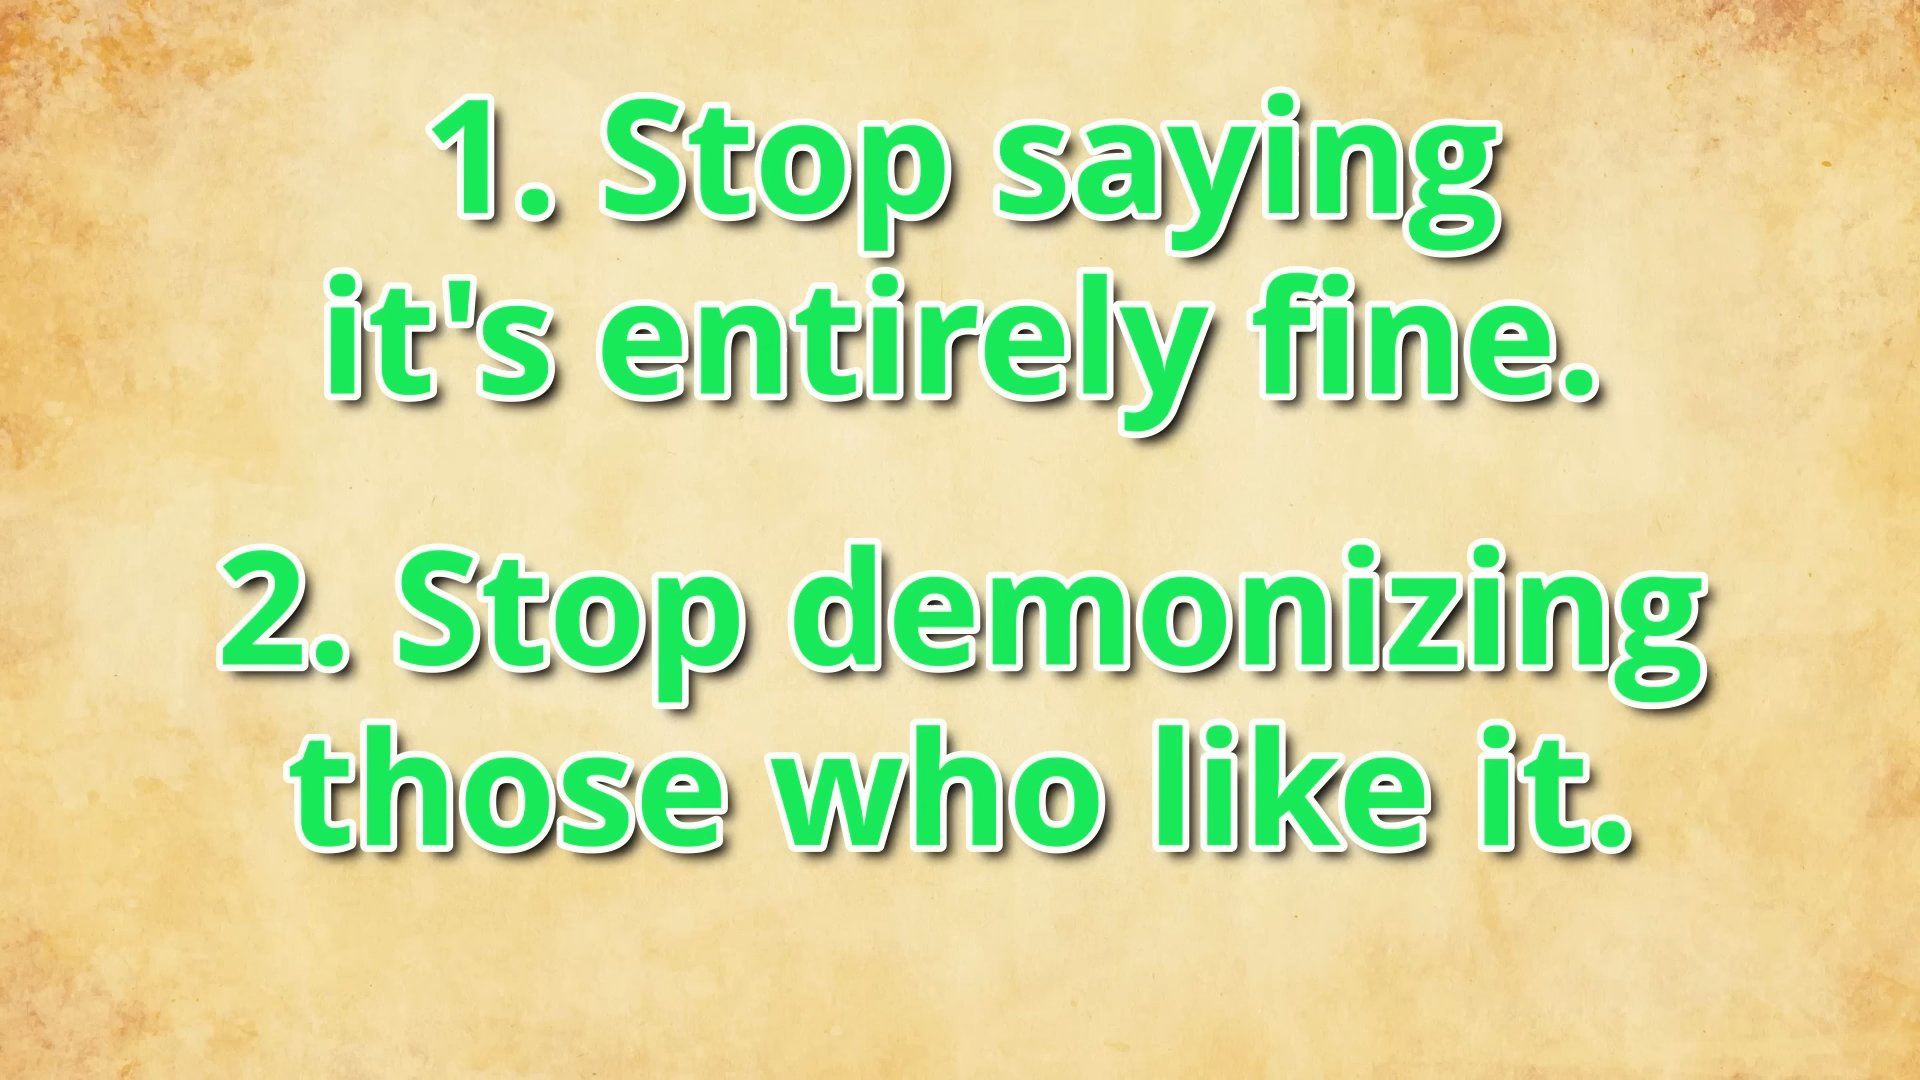 1. Stop saying
it's entirely fine.
2. Stop demonizing
those who like it.